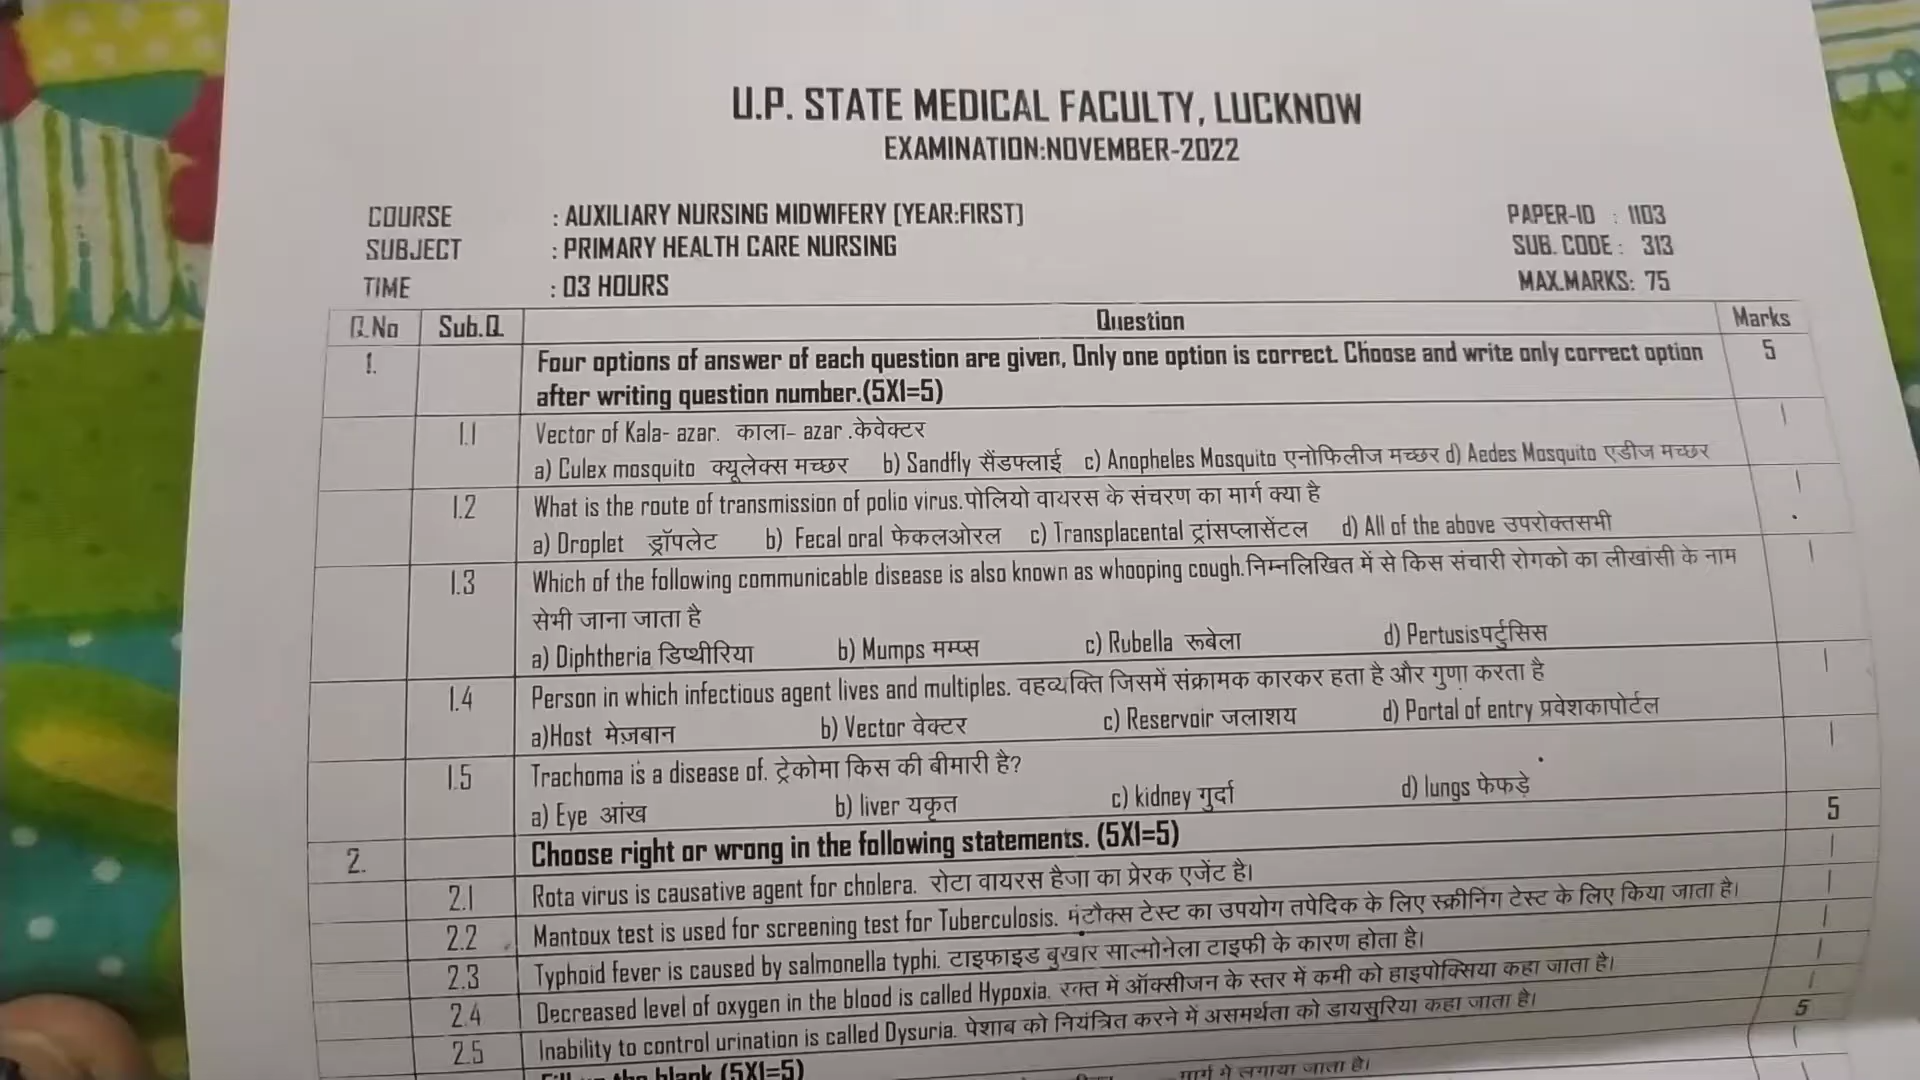 U.P. STATE MEDICAL FACULTY, LUCKNOW
EXAMINATION:NOVEMBER-2022
COURSE : AUXILIARY NURSING MIDWIFERY [YEAR:FIRST] PAPER-ID : 1103
SUBJECT : PRIMARY HEALTH CARE NURSING SUB. CODE : 313
TIME : 03 HOURS MAX.MARKS: 75
Q.No Sub.Q. Question Marks
1. Four options of answer of each question are given, Only one option is correct. Choose and write only correct option 5
after writing question number.(5X1=5)
1.1 Vector of Kala- azar. काला- azar .केवेक्टर 1
a) Culex mosquito क्यूलेक्स मच्छर b) Sandfly सैंडफ्लाई c) Anopheles Mosquito एनोफिलीज मच्छर d) Aedes Mosquito एडीज मच्छर
1.2 What is the route of transmission of polio virus.पोलियो वायरस के संचरण का मार्ग क्या है 1
a) Droplet ड्रॉपलेट b) Fecal oral फेकलओरल c) Transplacental ट्रांसप्लासेंटल d) All of the above उपरोक्तसभी
1.3 Which of the following communicable disease is also known as whooping cough.निम्नलिखित में से किस संचारी रोगको का लीखांसी के नाम 1
सेभी जाना जाता है
a) Diphtheria डिप्थीरिया b) Mumps मम्प्स c) Rubella रूबेला d) Pertusisपर्टुसिस
1.4 Person in which infectious agent lives and multiples. वहव्यक्ति जिसमें संक्रामक कारकर हता है और गुणा करता है 1
a)Host मेज़बान b) Vector वेक्टर c) Reservoir जलाशय d) Portal of entry प्रवेशकापोर्टल
1.5 Trachoma is a disease of. ट्रेकोमा किस की बीमारी है? 1
a) Eye आंख b) liver यकृत c) kidney गुर्दा d) lungs फेफड़े
2. Choose right or wrong in the following statements. (5X1=5) 5
2.1 Rota virus is causative agent for cholera. रोटा वायरस हैजा का प्रेरक एजेंट है। 1
2.2 Mantoux test is used for screening test for Tuberculosis. मंटौक्स टेस्ट का उपयोग तपेदिक के लिए स्क्रीनिंग टेस्ट के लिए किया जाता है। 1
2.3 Typhoid fever is caused by salmonella typhi. टाइफाइड बुखार साल्मोनेला टाइफी के कारण होता है। 1
2.4 Decreased level of oxygen in the blood is called Hypoxia. रक्त में ऑक्सीजन के स्तर में कमी को हाइपोक्सिया कहा जाता है। 1
2.5 Inability to control urination is called Dysuria. पेशाब को नियंत्रित करने में असमर्थता को डायसुरिया कहा जाता है। 1
the blank (5X1=5) 5
लगाया जाता है। 1